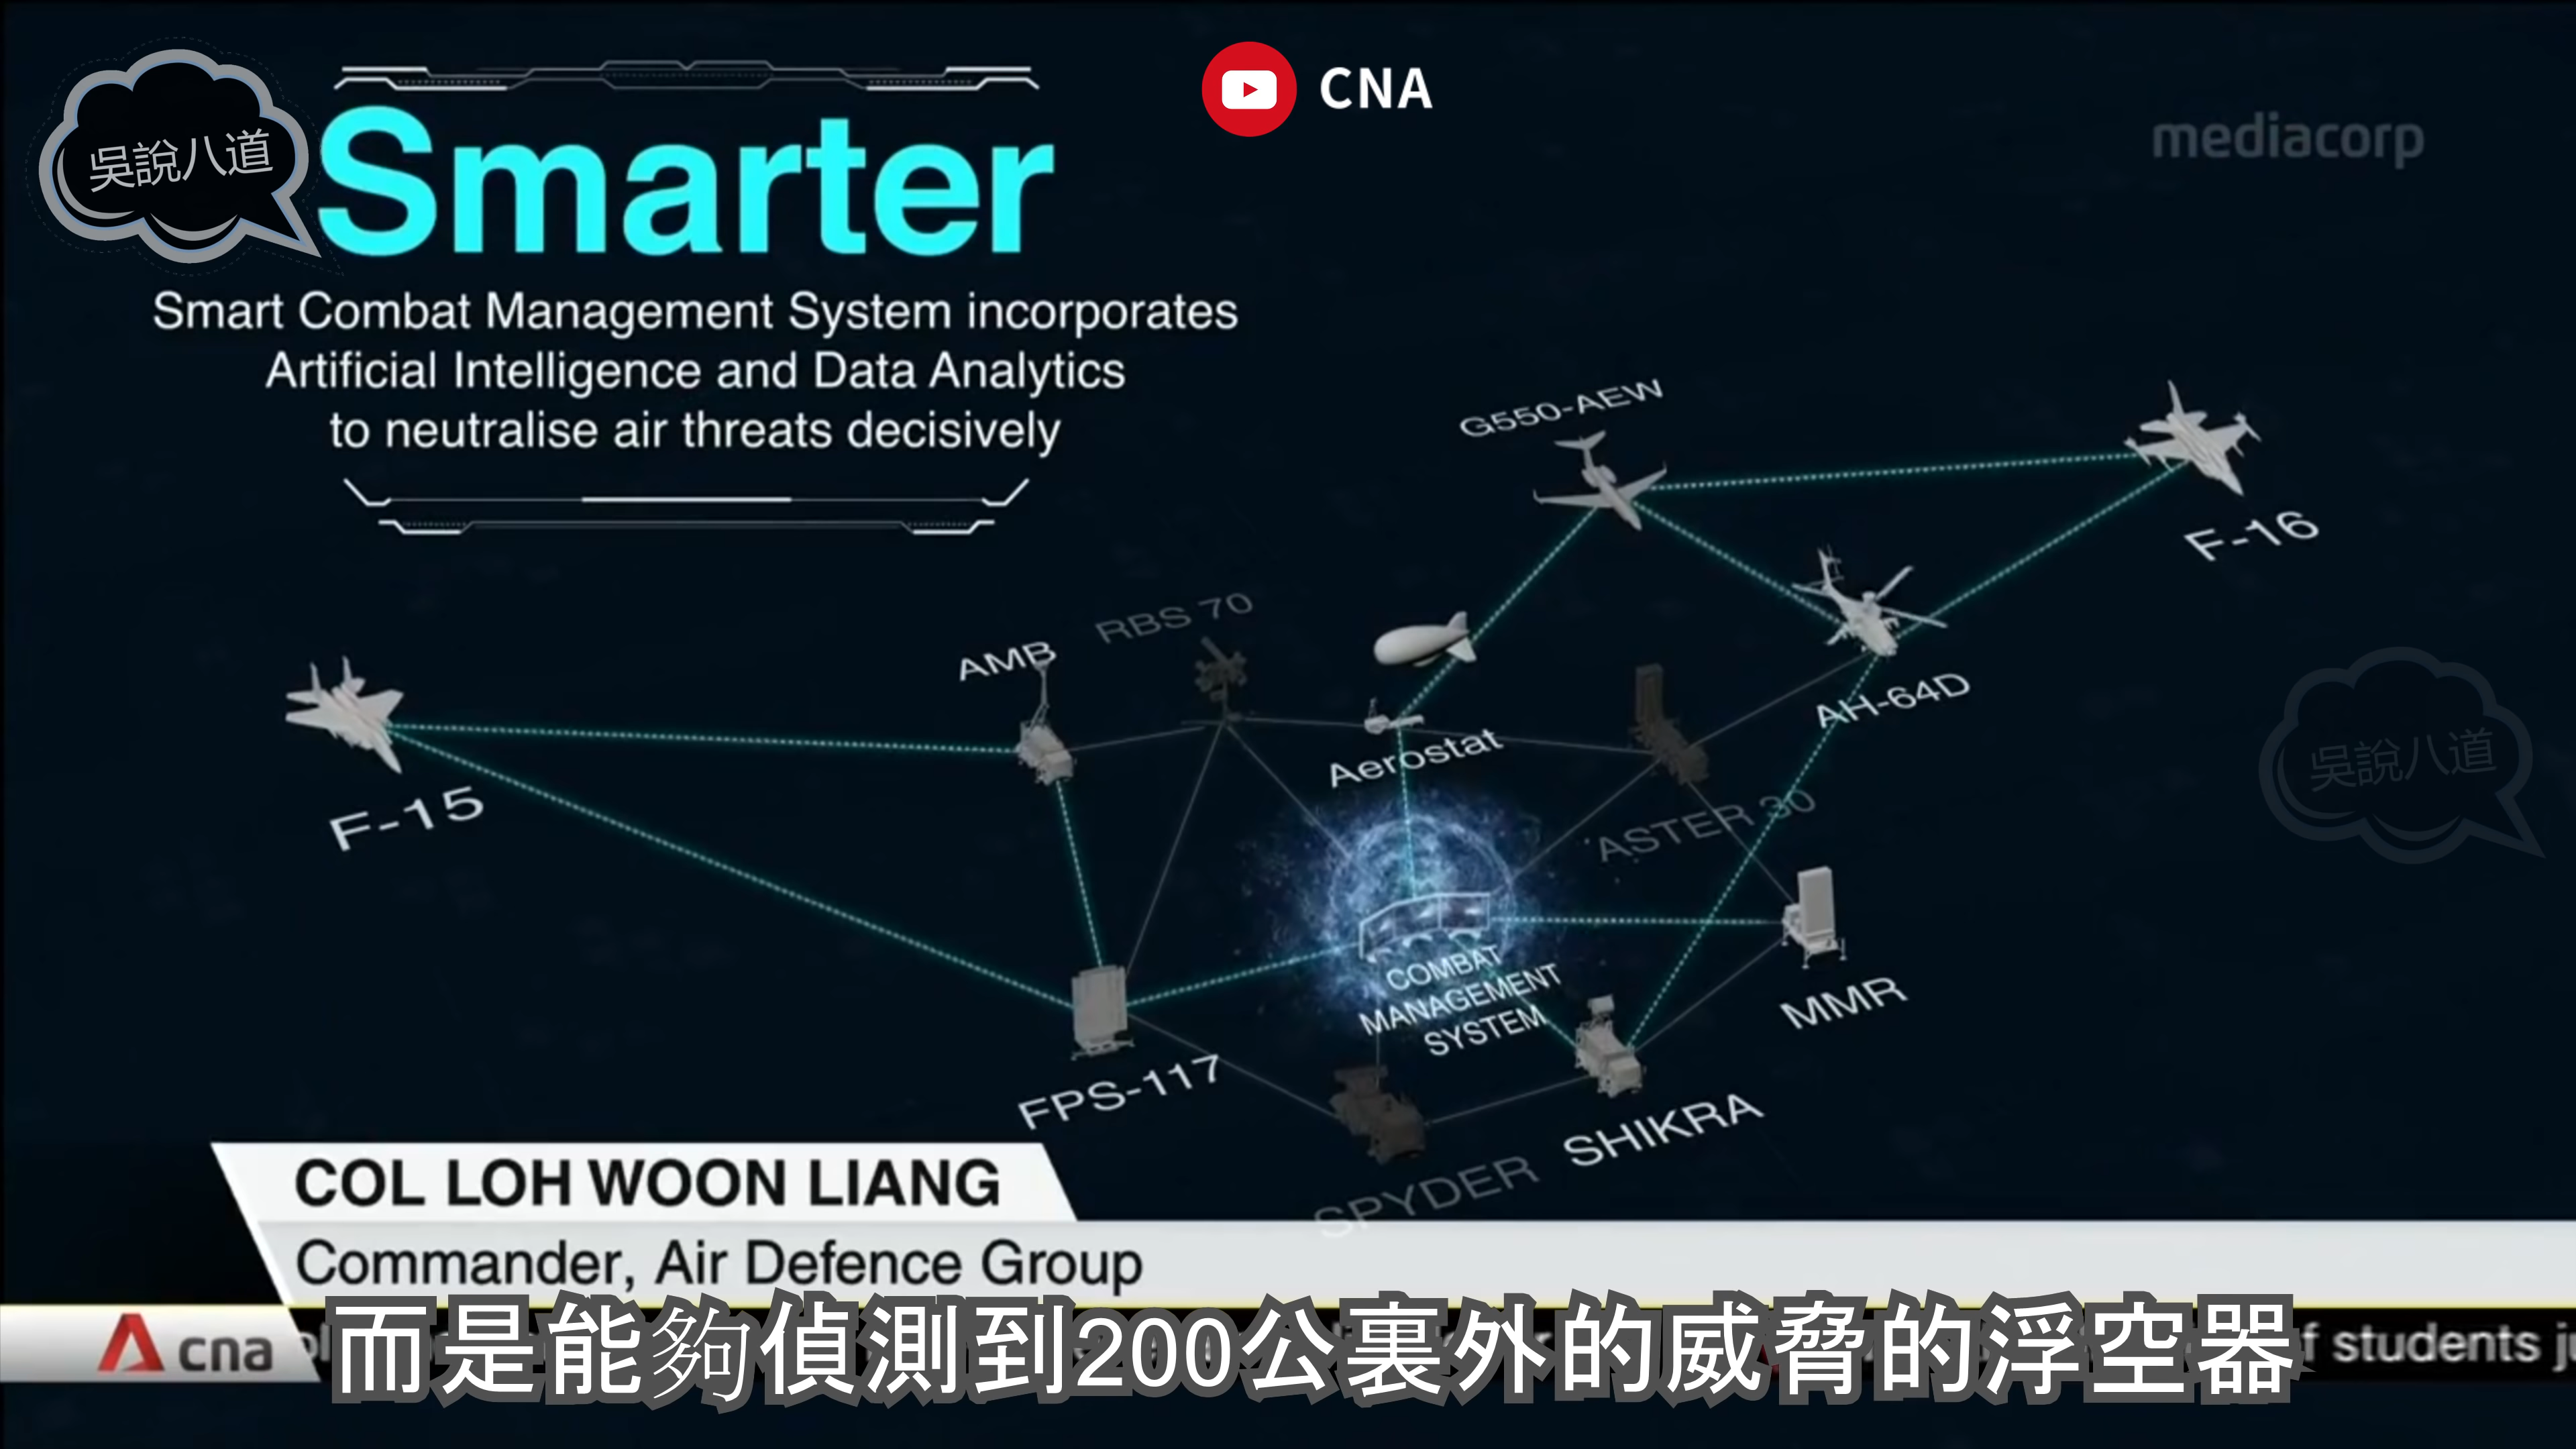 CNA
mediacorp
吳說八道
Smarter
Smart Combat Management System incorporates
Artificial Intelligence and Data Analytics
to neutralise air threats decisively
G550-AEW
F-16
RBS 70
AMB
AH-64D
Aerostat
F-15
'ASTER 30
吳說八道
COMBAT
MANAGEMENT
SYSTEM
MMR
FPS-117
SHIKRA
SPYDER
COL LOH WOON LIANG
Commander, Air Defence Group
cna
f students ju
而是能夠偵測到200公裏外的威脅的浮空器